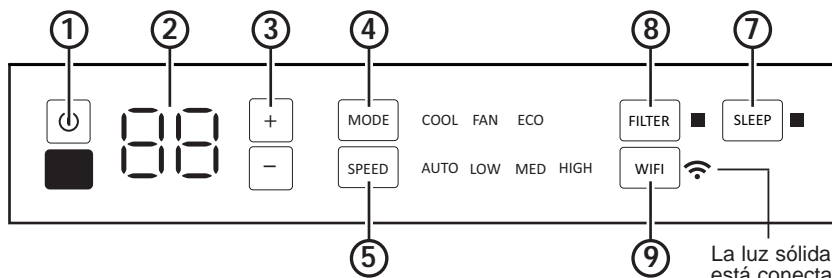 1 2 3 4 8 7
88
+
MODE COOL FAN ECO FILTER SLEEP
−
SPEED AUTO LOW MED HIGH WIFI
5 9
La luz sólida
está conecta